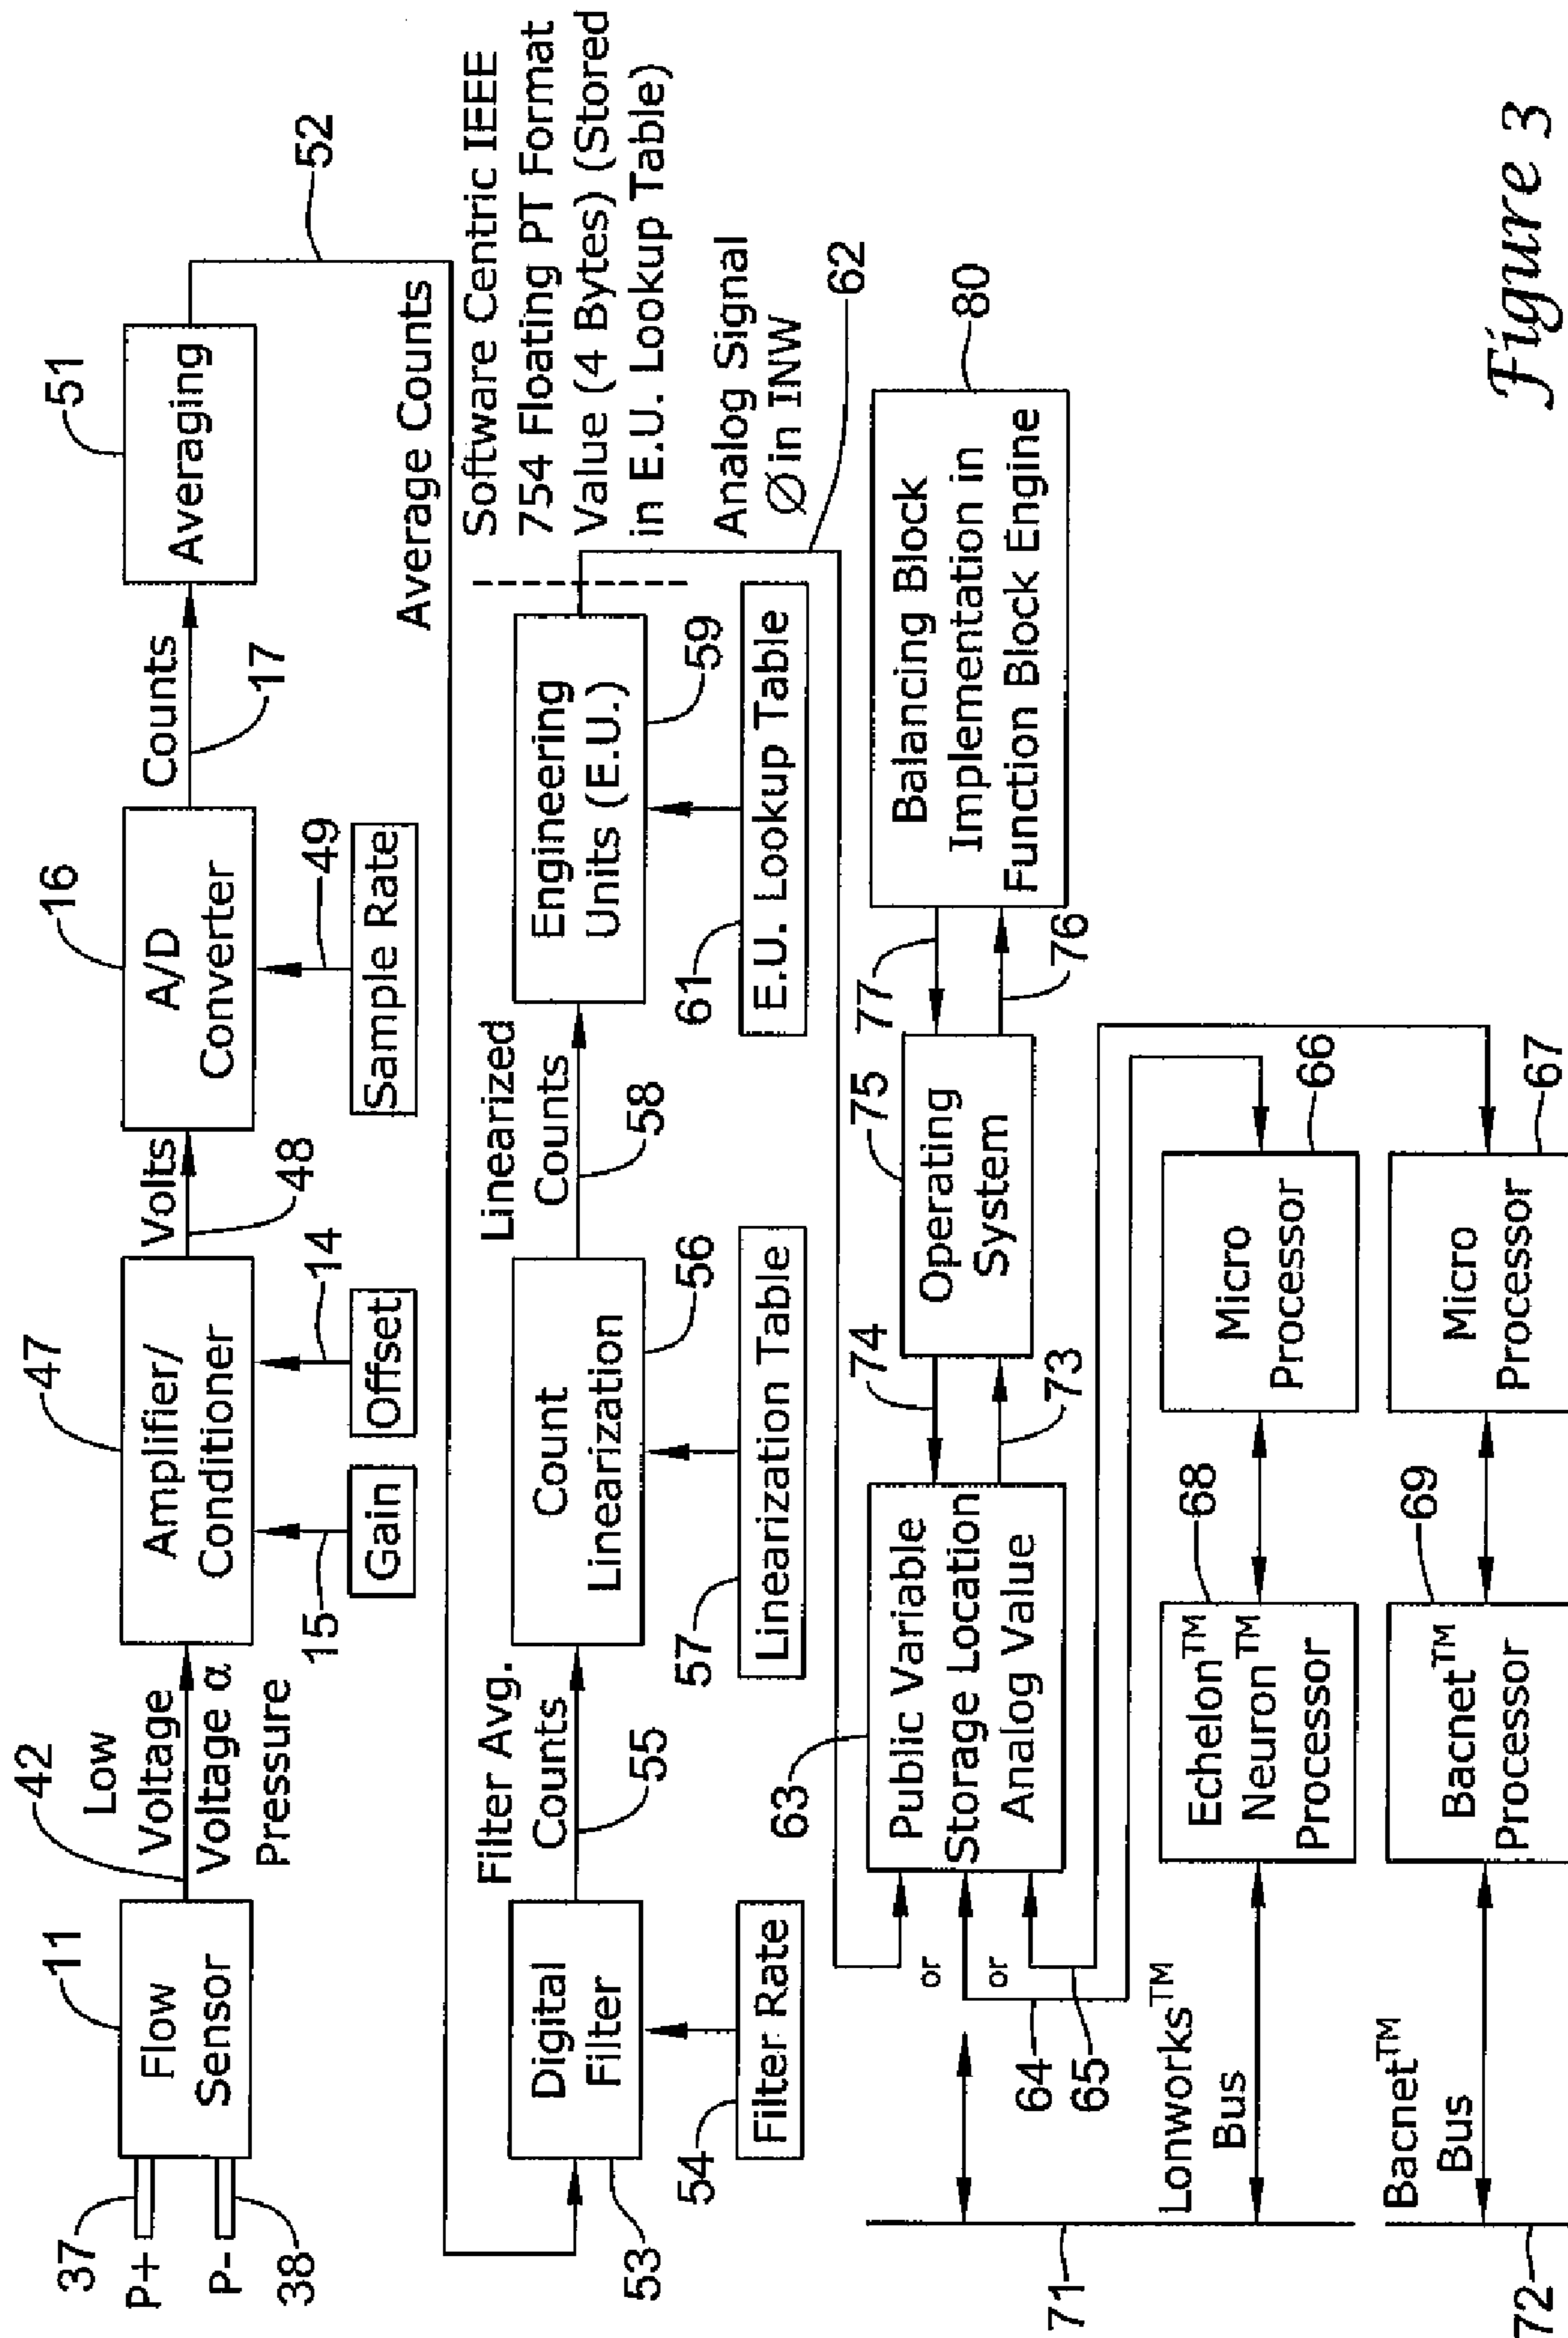 37
P+
P-
38
11
Flow
Sensor
42
Low
Voltage
Voltage α
Pressure
47
Amplifier/
Conditioner
15
Gain
14
Offset
Volts
48
16
A/D
Converter
49
Sample Rate
Counts
17
51
Averaging
52
Average Counts
53
Digital
Filter
54
Filter Rate
Filter Avg.
Counts
55
Count
Linearization
56
57
Linearization Table
Linearized
Counts
58
Engineering
Units (E.U.)
59
61
E.U. Lookup Table
Software Centric IEEE
754 Floating PT Format
Value (4 Bytes) (Stored
in E.U. Lookup Table)
Analog Signal
∅ in INW
62
63
Public Variable
Storage Location
Analog Value
or
or
64
65
74
73
75
Operating
System
77
76
Balancing Block
Implementation in
Function Block Engine
80
71
Lonworks™
Bus
68
Echelon™
Neuron™
Processor
Micro
Processor
66
72
Bacnet™
Bus
69
Bacnet™
Processor
Micro
Processor
67
Figure 3